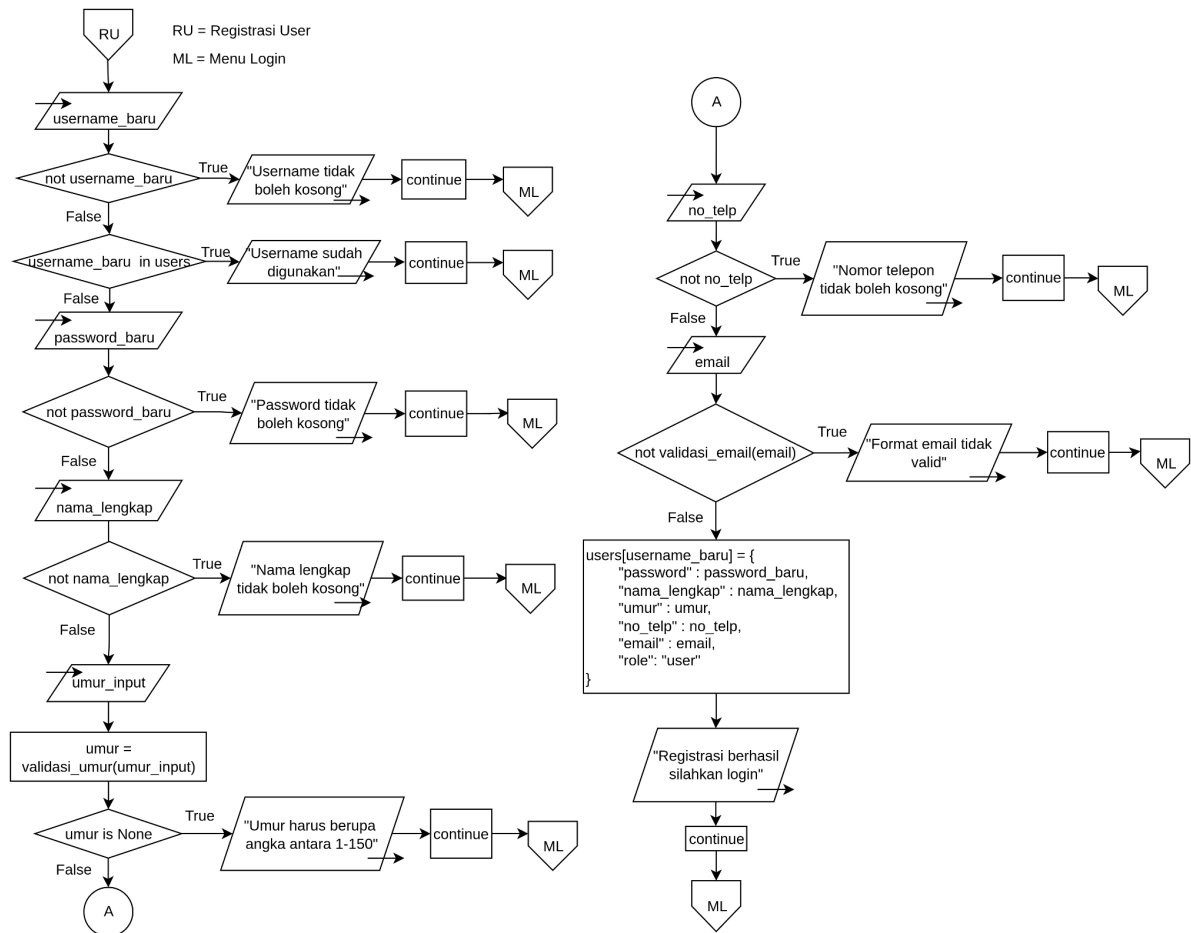 RU
RU = Registrasi User
ML = Menu Login
username_baru
not username_baru
True
"Username tidak
boleh kosong"
continue
ML
False
username_baru in users
True
"Username sudah
digunakan"
continue
ML
False
password_baru
not password_baru
True
"Password tidak
boleh kosong"
continue
ML
False
nama_lengkap
not nama_lengkap
True
"Nama lengkap
tidak boleh kosong"
continue
ML
False
umur_input
umur =
validasi_umur(umur_input)
umur is None
True
"Umur harus berupa
angka antara 1-150"
continue
ML
False
A
A
no_telp
not no_telp
True
"Nomor telepon
tidak boleh kosong"
continue
ML
False
email
not validasi_email(email)
True
"Format email tidak
valid"
continue
ML
False
users[username_baru] = {
"password" : password_baru,
"nama_lengkap" : nama_lengkap,
"umur" : umur,
"no_telp" : no_telp,
"email" : email,
"role": "user"
}
"Registrasi berhasil
silahkan login"
continue
ML